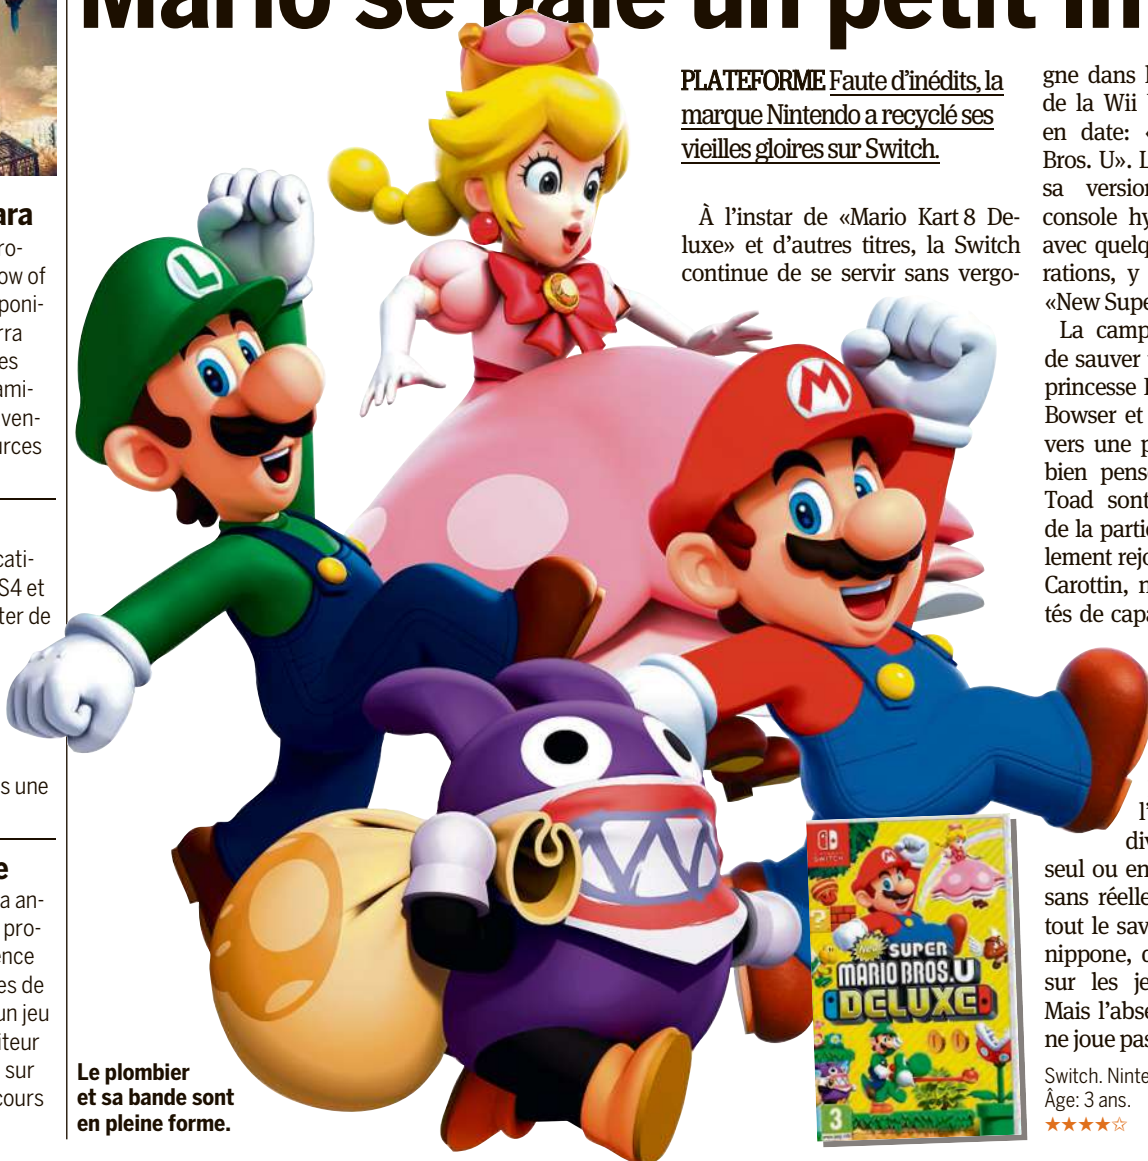 Mario se paie un petit
ara
ro-
ow of
poni-
rra
es
ami-
ven-
urces
cati-
S4 et
ter de
s une
e
a an-
pro-
ence
es de
un jeu
iteur
sur
cours
PLATEFORME Faute d'inédits, la
marque Nintendo a recyclé ses
vieilles gloires sur Switch.
À l'instar de «Mario Kart 8 De-
luxe» et d'autres titres, la Switch
continue de se servir sans vergo-
gne dans l
de la Wii
en date: «
Bros. U». L
sa version
console hy
avec quelq
rations, y
«New Supe
La camp
de sauver
princesse
Bowser et
vers une p
bien pens
Toad sont
de la partie
lement rejo
Carottin, n
tés de capa
l'
div
seul ou en
sans réelle
tout le sav
nippone, d
sur les je
Mais l'abse
ne joue pas
Switch. Ninte
Âge: 3 ans.
★★★★☆
L
M
SWITCH
New
SUPER
MARIO BROS. U
DELUXE
3
Le plombier
et sa bande sont
en pleine forme.